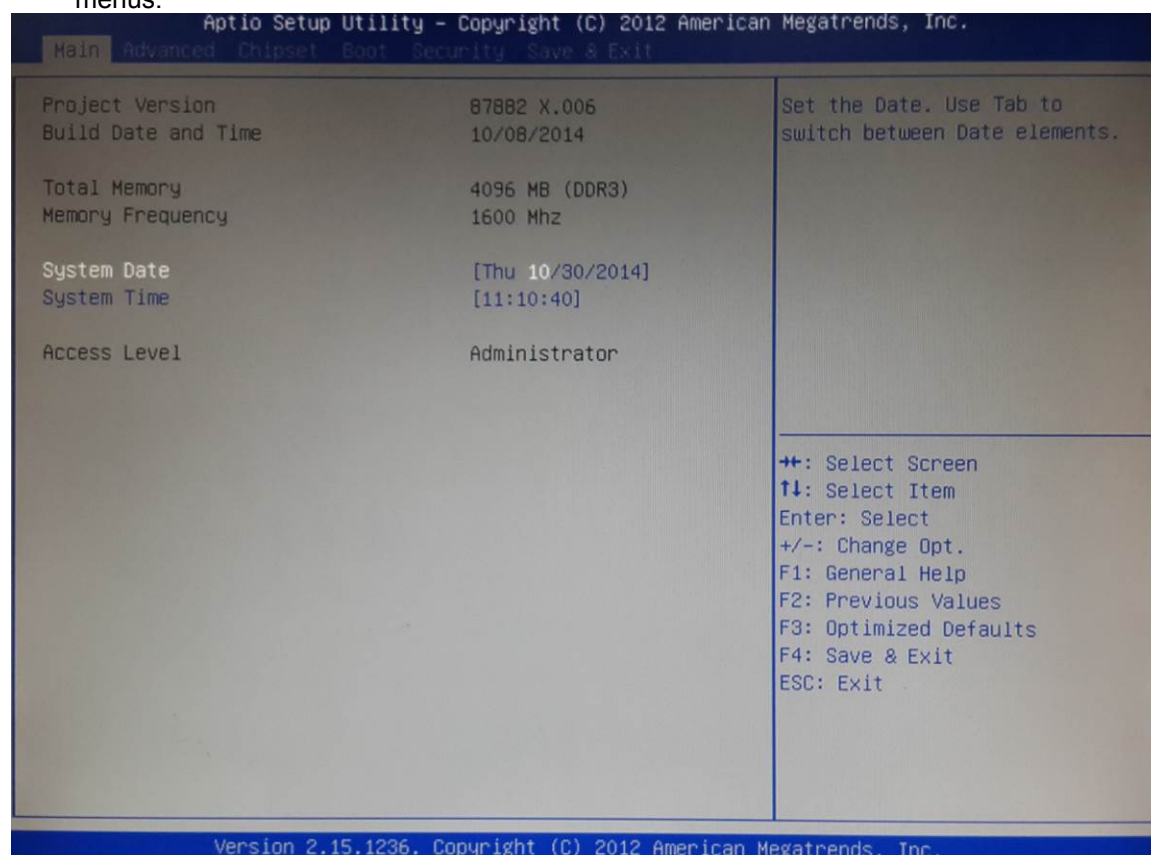 menus.
Aptio Setup Utility – Copyright (C) 2012 American Megatrends, Inc.
Main Advanced Chipset Boot Security Save & Exit
Project Version 87882 X.006
Build Date and Time 10/08/2014
Total Memory 4096 MB (DDR3)
Memory Frequency 1600 Mhz
System Date [Thu 10/30/2014]
System Time [11:10:40]
Access Level Administrator
Set the Date. Use Tab to
switch between Date elements.
→←: Select Screen
↑↓: Select Item
Enter: Select
+/-: Change Opt.
F1: General Help
F2: Previous Values
F3: Optimized Defaults
F4: Save & Exit
ESC: Exit
Version 2.15.1236. Copyright (C) 2012 American Megatrends, Inc.